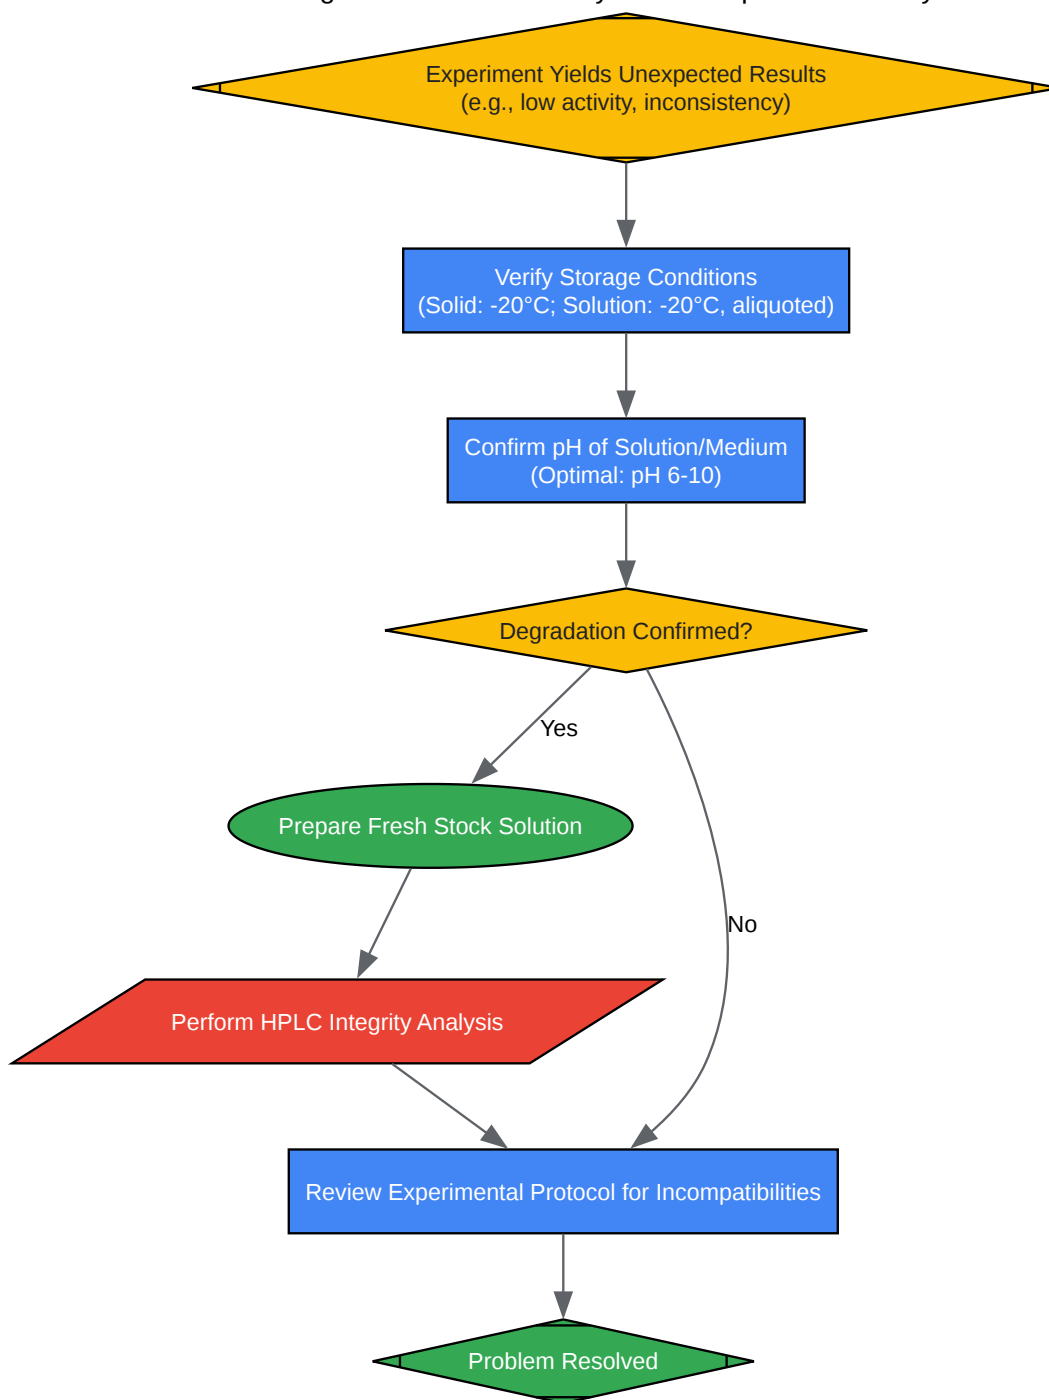 Experiment Yields Unexpected Results
(e.g., low activity, inconsistency)
Verify Storage Conditions
(Solid: -20°C; Solution: -20°C, aliquoted)
Confirm pH of Solution/Medium
(Optimal: pH 6-10)
Degradation Confirmed?
Yes
Prepare Fresh Stock Solution
No
Perform HPLC Integrity Analysis
Review Experimental Protocol for Incompatibilities
Problem Resolved